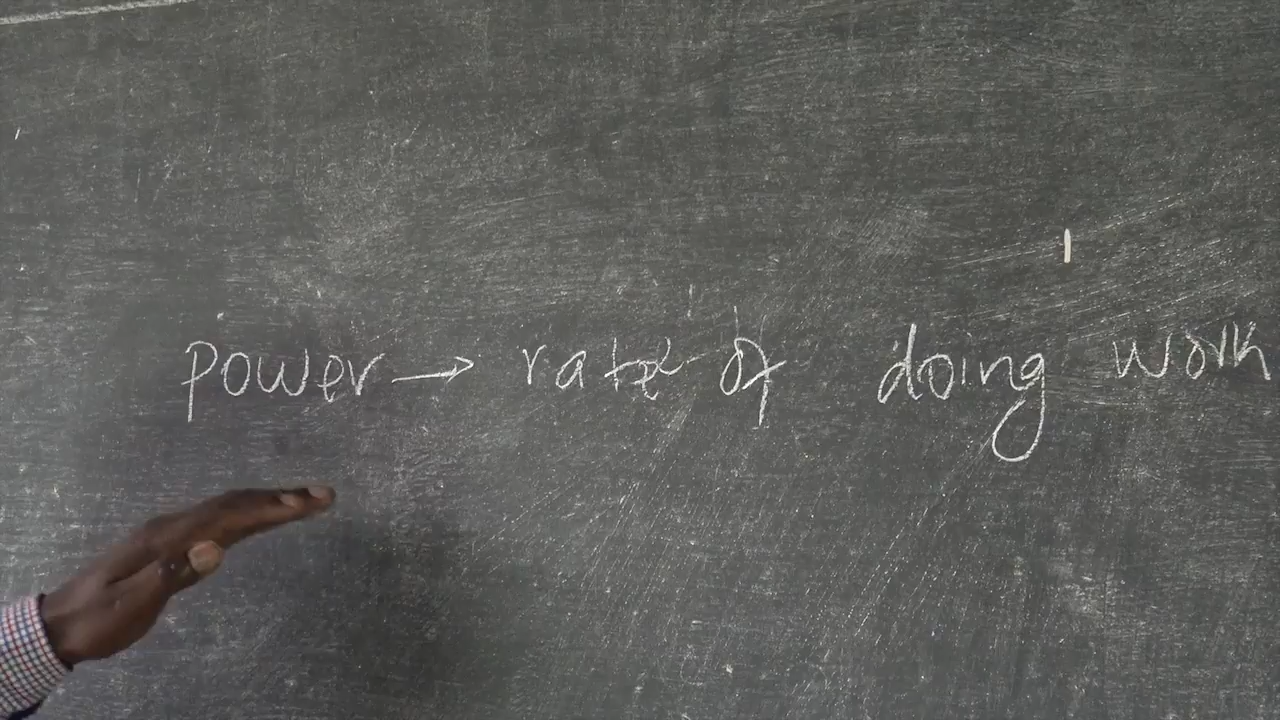 power → rate of doing work